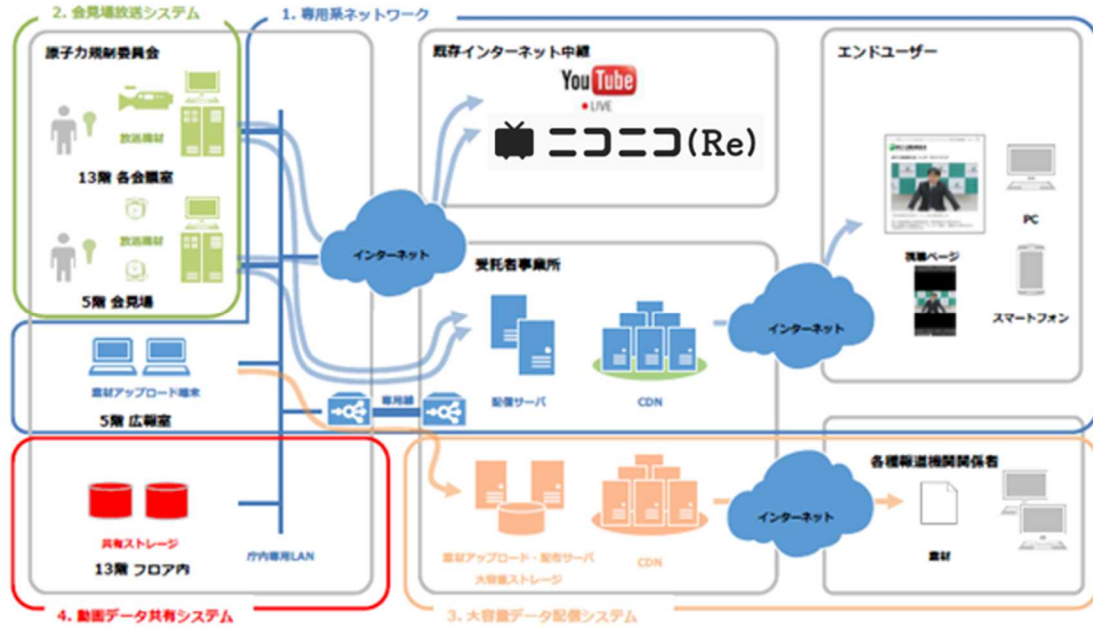 2. 会見場放送システム
1. 専用系ネットワーク
原子力規制委員会
放送機材
13階 各会議室
放送機材
5階 会見場
素材アップロード端末
5階 広報室
共有ストレージ
13階 フロア内
庁内専用LAN
4. 動画データ共有システム
既存インターネット中継
YouTube
LIVE
ニコニコ(Re)
インターネット
受託者事業所
配信サーバ
CDN
専用線
インターネット
エンドユーザー
PC
視聴ページ
スマートフォン
素材アップロード・配布サーバ
大容量ストレージ
CDN
インターネット
各種報道機関関係者
素材
3. 大容量データ配信システム